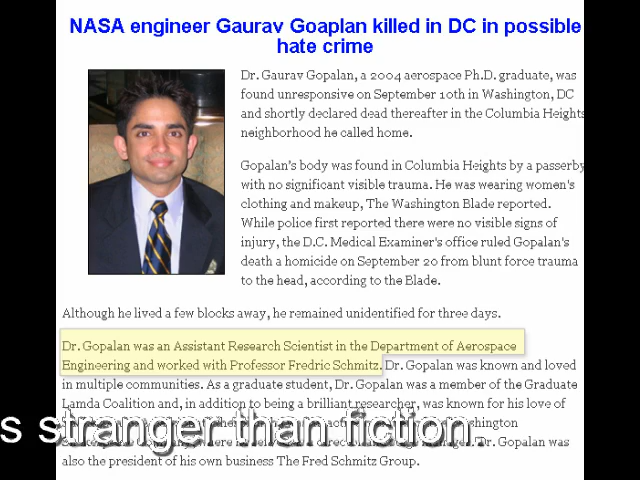 NASA engineer Gaurav Goaplan killed in DC in possible
hate crime
Dr. Gaurav Gopalan, a 2004 aerospace Ph.D. graduate, was
found unresponsive on September 10th in Washington, DC
and shortly declared dead thereafter in the Columbia Heights
neighborhood he called home.
Gopalan's body was found in Columbia Heights by a passerby
with no significant visible trauma. He was wearing women's
clothing and makeup, The Washington Blade reported.
While police first reported there were no visible signs of
injury, the D.C. Medical Examiner's office ruled Gopalan's
death a homicide on September 20 from blunt force trauma
to the head, according to the Blade.
Although he lived a few blocks away, he remained unidentified for three days.
Dr. Gopalan was an Assistant Research Scientist in the Department of Aerospace
Engineering and worked with Professor Fredric Schmitz. Dr. Gopalan was known and loved
in multiple communities. As a graduate student, Dr. Gopalan was a member of the Graduate
Lamda Coalition and, in addition to being a brilliant researcher, was known for his love of
s stranger than fiction...
Dr. Gopalan was
also the president of his own business The Fred Schmitz Group.